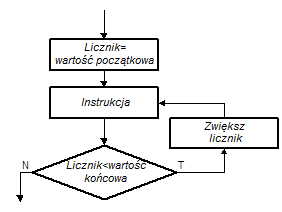 Licznik=
wartość początkowa
Instrukcja
Zwiększ
licznik
N
Licznik<wartość
końcowa
T